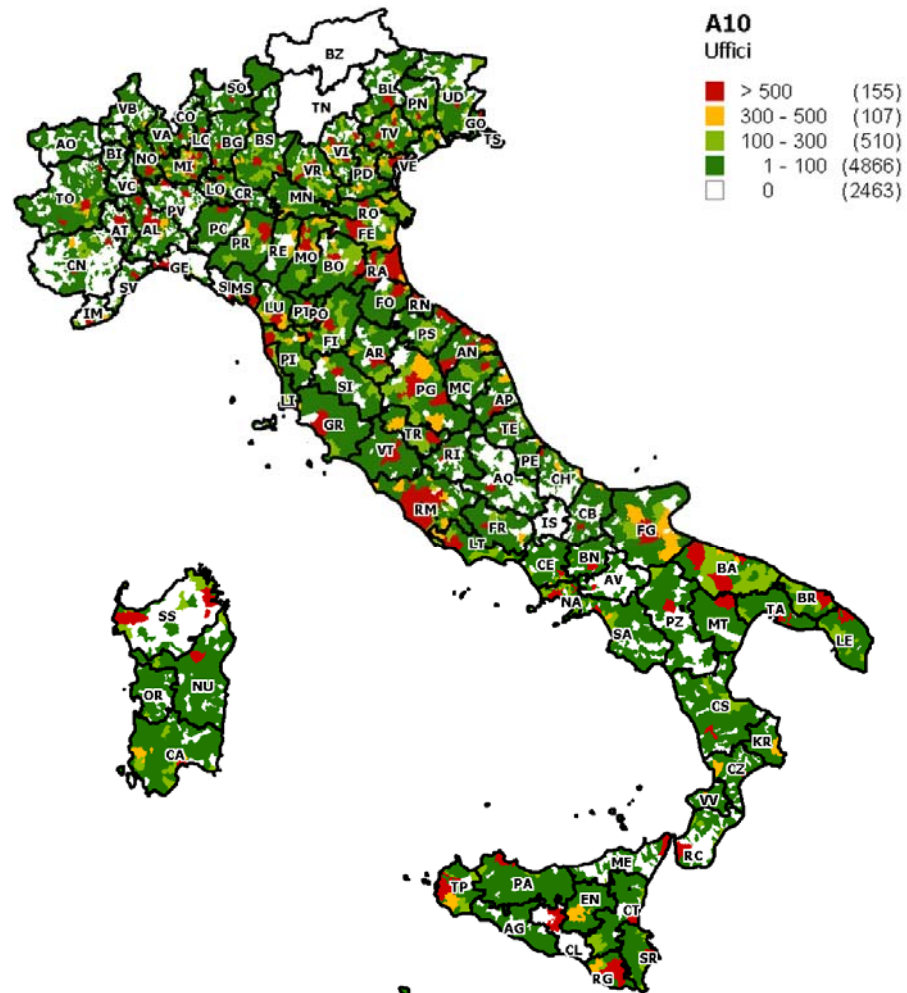 A10
Uffici
> 500 (155)
300 - 500 (107)
100 - 300 (510)
1 - 100 (4866)
0 (2463)
BZ
SO
TN
BL
PN
UD
VB
CO
LC
BG
BS
TV
GO
TS
AO
BI
VA
NO
MI
VI
VR
PD
VE
TO
VC
LO
CR
MN
RO
PV
AT
AL
PC
PR
RE
MO
FE
BO
RA
CN
GE
SV
IM
MS
LU
PT
PO
FO
RN
FI
PS
PI
AR
AN
SI
PG
MC
LI
AP
GR
TR
TE
VT
RI
PE
AQ
CH
RM
FR
IS
CB
FG
LT
CE
BN
BA
AV
NA
BR
SS
SA
PZ
MT
TA
LE
OR
NU
CS
CA
KR
CZ
VV
ME
RC
TP
PA
EN
CT
AG
CL
SR
RG